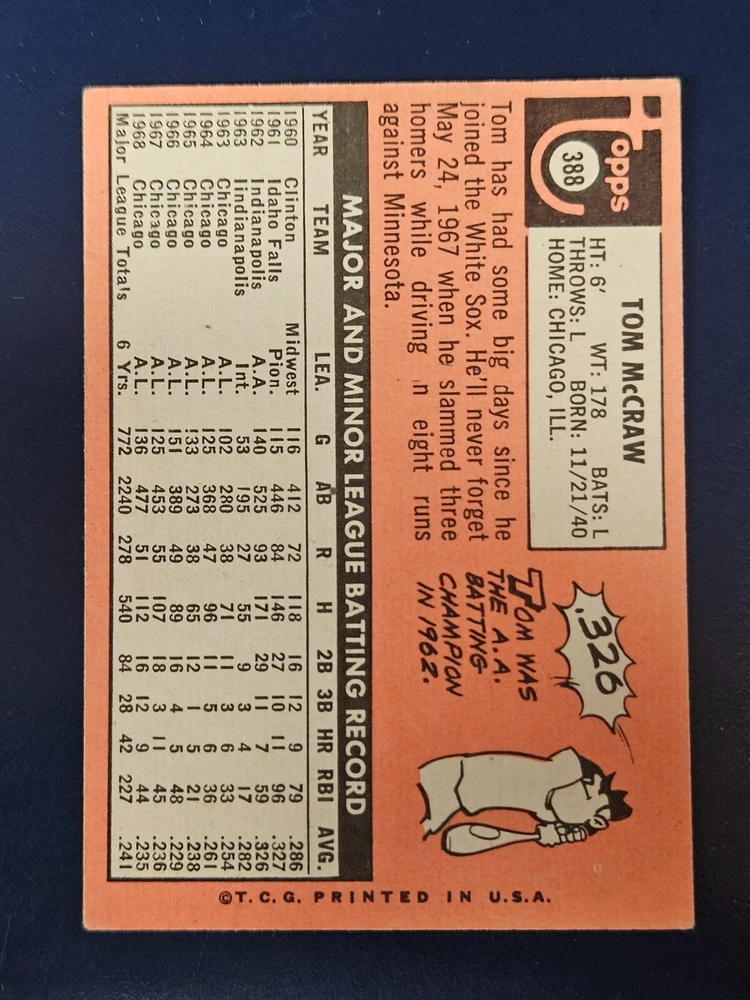 Topps
388
TOM McCRAW
HT: 6' WT: 178 BATS: L
THROWS: L BORN: 11/21/40
HOME: CHICAGO, ILL.
Tom has had some big days since he
joined the White Sox. He'll never forget
May 24, 1967 when he slammed three
homers while driving n eight runs
against Minnesota.
.326
TOM WAS
THE A.A.
BATTING
CHAMPION
IN 1962.
MAJOR AND MINOR LEAGUE BATTING RECORD
YEAR TEAM LEA. G AB R H 2B 3B HR RBI AVG.
1960 Clinton Midwest 116 412 72 118 16 12 9 79 .286
1961 Idaho Falls Pion. 115 446 84 146 27 10 11 96 .327
1962 Indianapolis A.A. 140 525 93 171 29 11 7 59 .326
1963 Iindianapolis Int. 53 195 27 55 9 3 4 17 .282
1963 Chicago A.L. 102 280 38 71 11 3 6 33 .254
1964 Chicago A.L. 125 368 47 96 11 5 6 36 .261
1965 Chicago A.L. 133 273 38 65 12 1 5 21 .238
1966 Chicago A.L. 151 389 49 89 16 4 5 48 .229
1967 Chicago A.L. 125 453 55 107 18 3 11 45 .236
1968 Chicago A.L. 136 477 51 112 16 12 9 44 .235
Major League Totals 6 Yrs. 772 2240 278 540 84 28 42 227 .241
©T.C.G. PRINTED IN U.S.A.